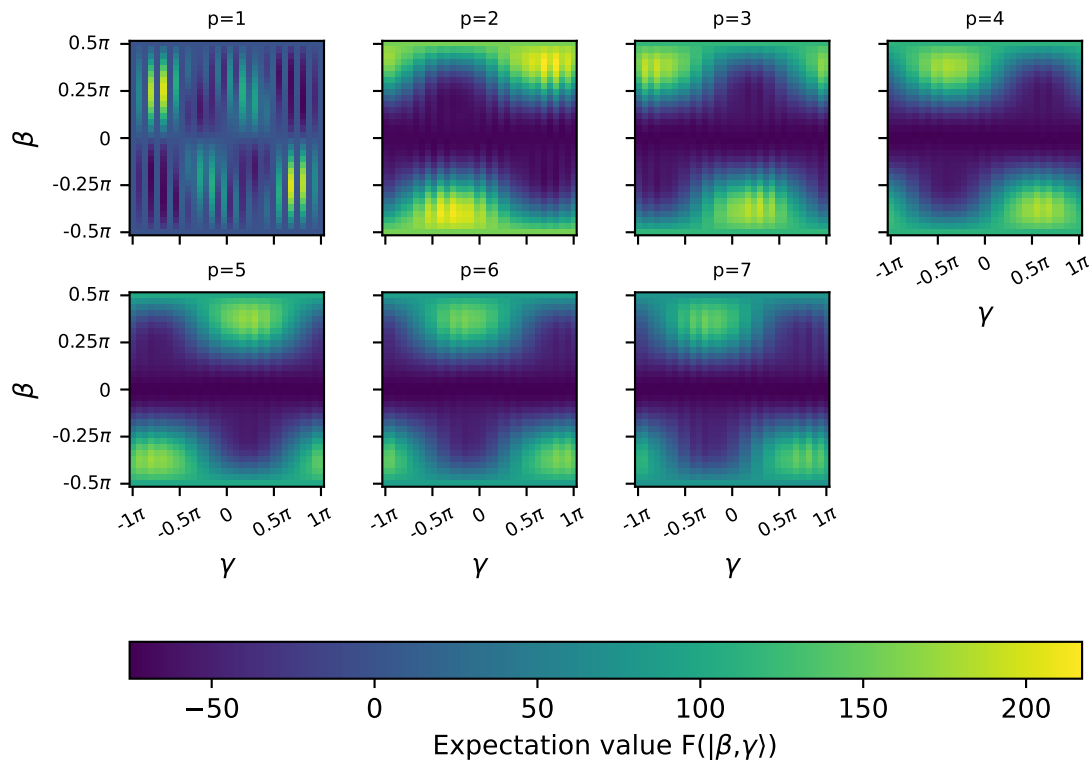 p=1 p=2 p=3 p=4
0.5π
0.25π
β
0
-0.25π
-0.5π
-1π -0.5π 0 0.5π 1π
γ
p=5 p=6 p=7
0.5π
0.25π
β
0
-0.25π
-0.5π
-1π -0.5π 0 0.5π 1π -1π -0.5π 0 0.5π 1π -1π -0.5π 0 0.5π 1π
γ γ γ
−50 0 50 100 150 200
Expectation value F(|β,γ⟩)